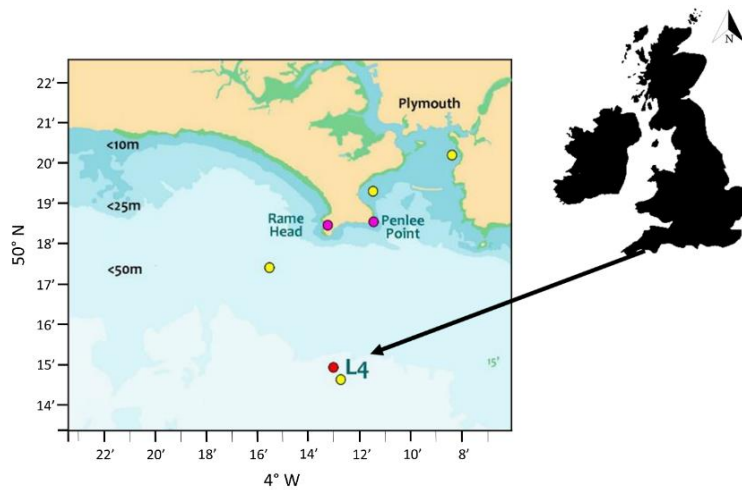 N
22’
21’
20’
19’
18’
17’
16’
15’
14’
50° N
Plymouth
<10m
<25m
Rame
Head
Penlee
Point
<50m
L4
15'
22’ 20’ 18’ 16’ 14’ 12’ 10’ 8’
4° W